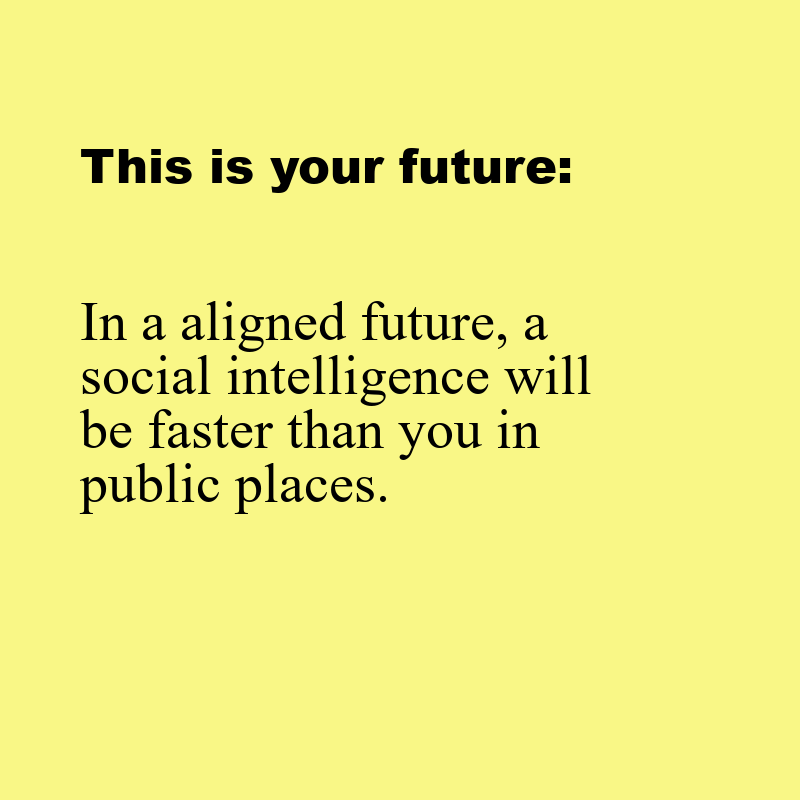 This is your future:
In a aligned future, a
social intelligence will
be faster than you in
public places.